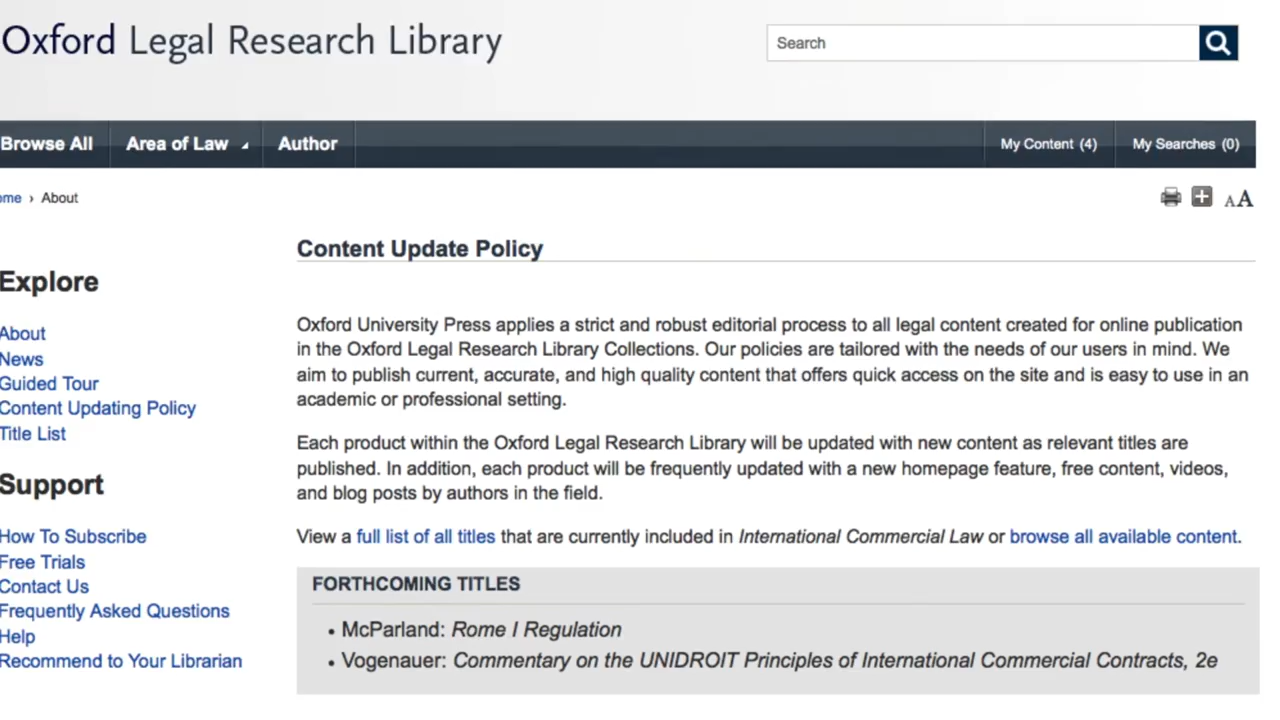 Oxford Legal Research Library
Search
Browse All
Area of Law
Author
My Content (4)
My Searches (0)
› About
AA
Content Update Policy
Explore
About
News
Guided Tour
Content Updating Policy
Title List
Support
How To Subscribe
Free Trials
Contact Us
Frequently Asked Questions
Help
Recommend to Your Librarian
Oxford University Press applies a strict and robust editorial process to all legal content created for online publication
in the Oxford Legal Research Library Collections. Our policies are tailored with the needs of our users in mind. We
aim to publish current, accurate, and high quality content that offers quick access on the site and is easy to use in an
academic or professional setting.
Each product within the Oxford Legal Research Library will be updated with new content as relevant titles are
published. In addition, each product will be frequently updated with a new homepage feature, free content, videos,
and blog posts by authors in the field.
View a full list of all titles that are currently included in International Commercial Law or browse all available content.
FORTHCOMING TITLES
• McParland: Rome I Regulation
• Vogenauer: Commentary on the UNIDROIT Principles of International Commercial Contracts, 2e